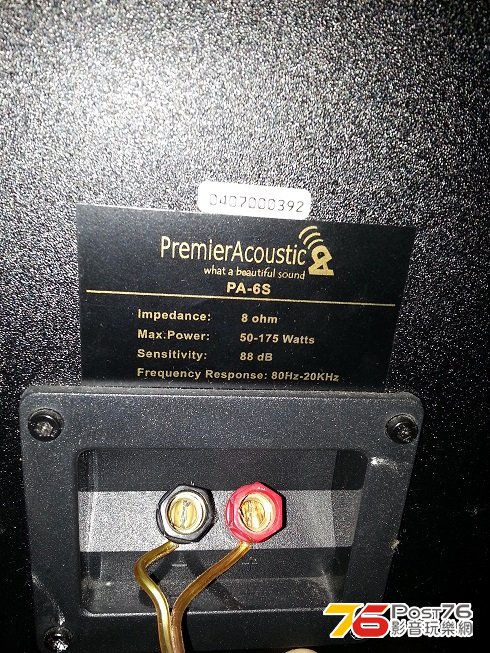 0407000392
PremierAcoustic
what a beautiful sound
PA-6S
Impedance: 8 ohm
Max.Power: 50-175 Watts
Sensitivity: 88 dB
Frequency Response: 80Hz-20KHz
76 Post76
影音玩樂網